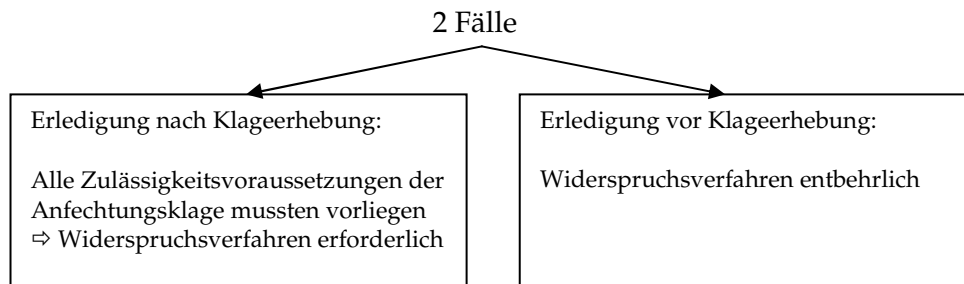 2 Fälle
Erledigung nach Klageerhebung:
Alle Zulässigkeitsvoraussetzungen der
Anfechtungsklage mussten vorliegen
⇨ Widerspruchsverfahren erforderlich
Erledigung vor Klageerhebung:
Widerspruchsverfahren entbehrlich